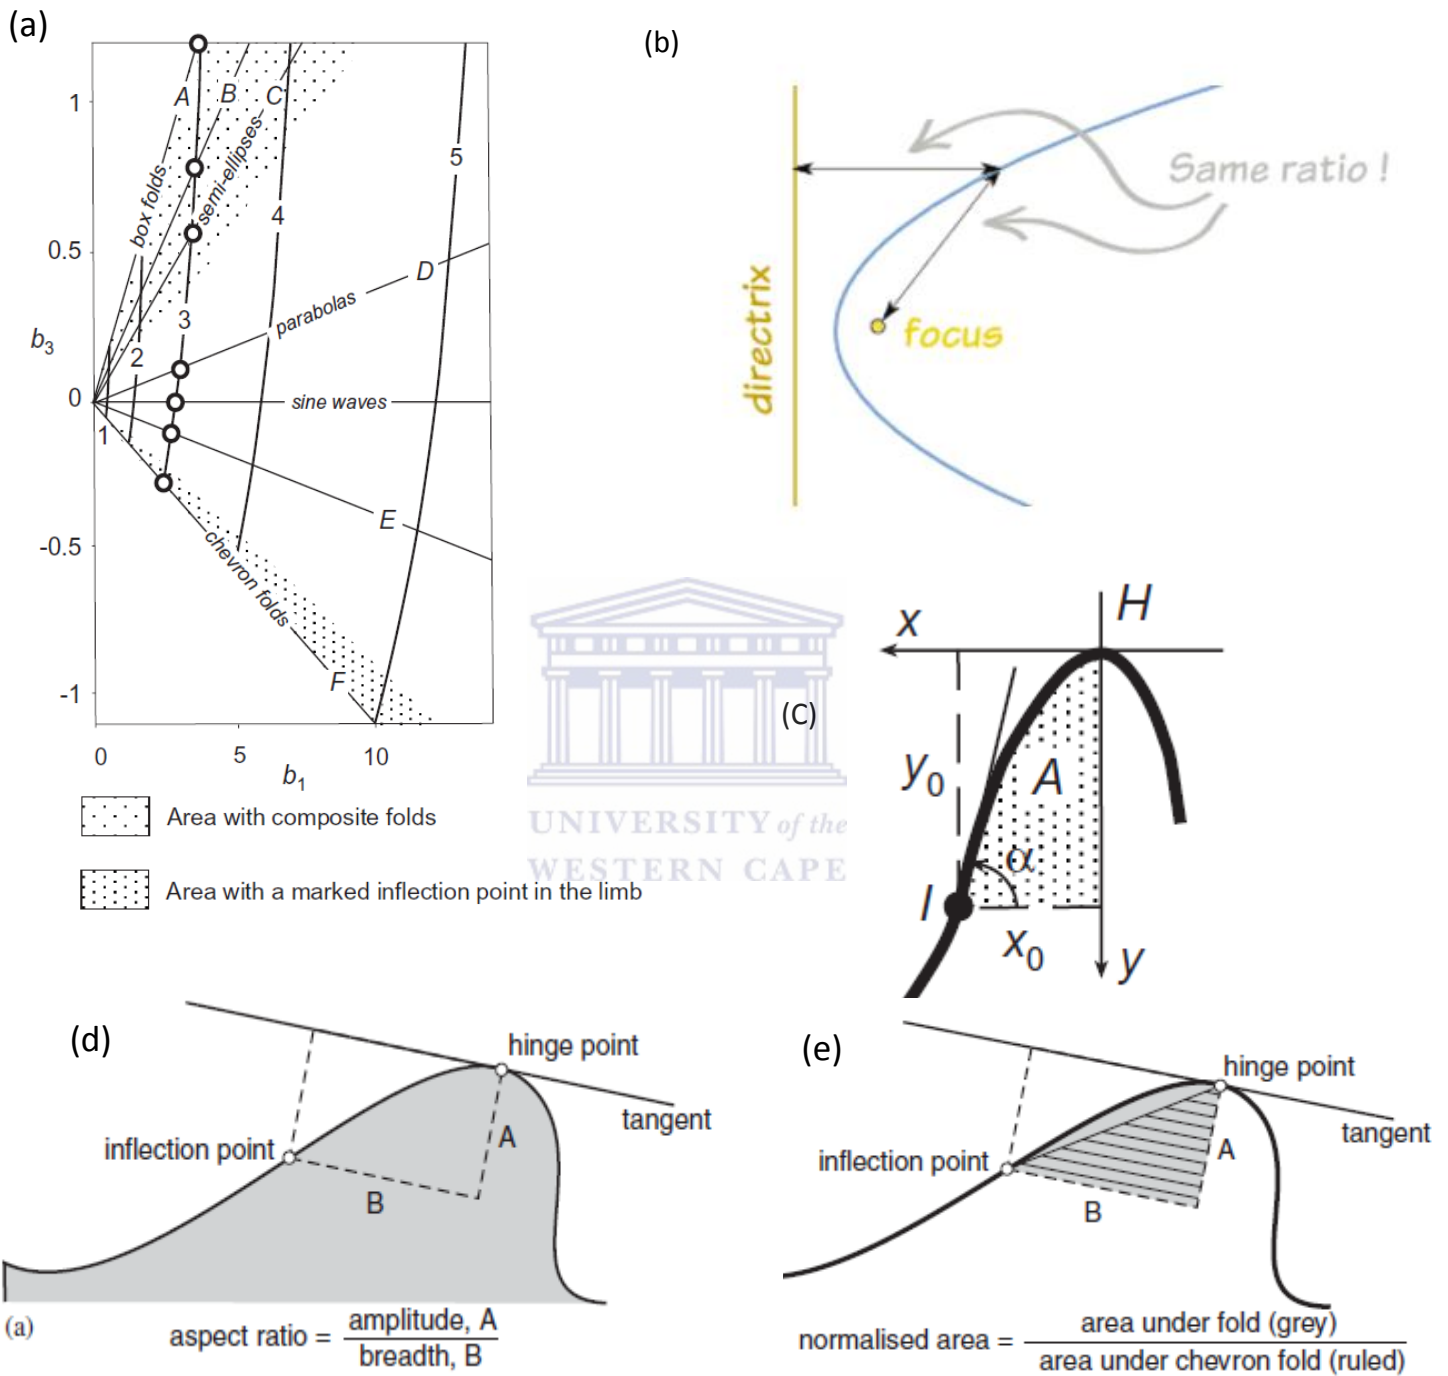 (a)
A
B
C
box folds
semi-ellipses
1
0.5
b3
0
-0.5
-1
1
2
3
4
5
D
parabolas
sine waves
E
chevron folds
F
0
5
10
b1
Area with composite folds
Area with a marked inflection point in the limb
(b)
directrix
focus
Same ratio !
UNIVERSITY of the
WESTERN CAPE
(C)
x
H
y0
A
α
I
x0
y
(d)
hinge point
tangent
inflection point
A
B
(a)
aspect ratio = amplitude, A
breadth, B
(e)
hinge point
tangent
inflection point
A
B
normalised area = area under fold (grey)
area under chevron fold (ruled)